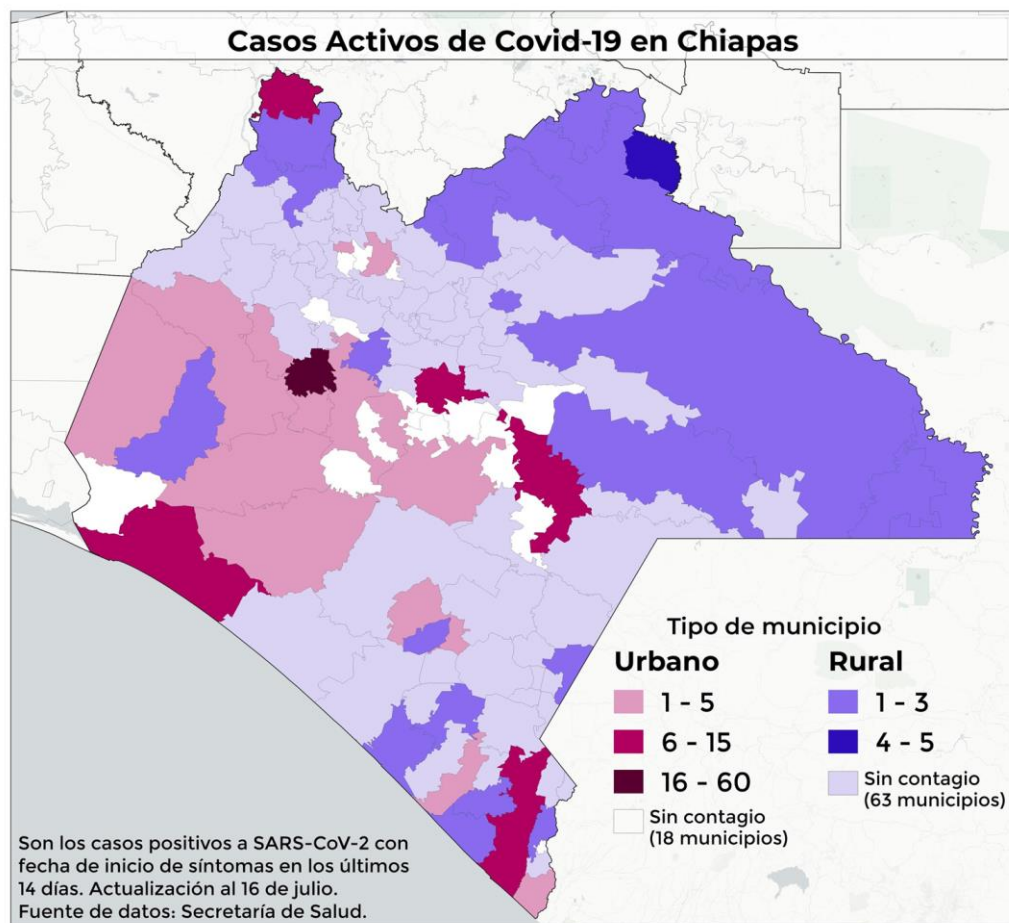 Casos Activos de Covid-19 en Chiapas
Tipo de municipio
Urbano
1 - 5
6 - 15
16 - 60
Sin contagio
(18 municipios)
Rural
1 - 3
4 - 5
Sin contagio
(63 municipios)
Son los casos positivos a SARS-CoV-2 con
fecha de inicio de síntomas en los últimos
14 días. Actualización al 16 de julio.
Fuente de datos: Secretaría de Salud.